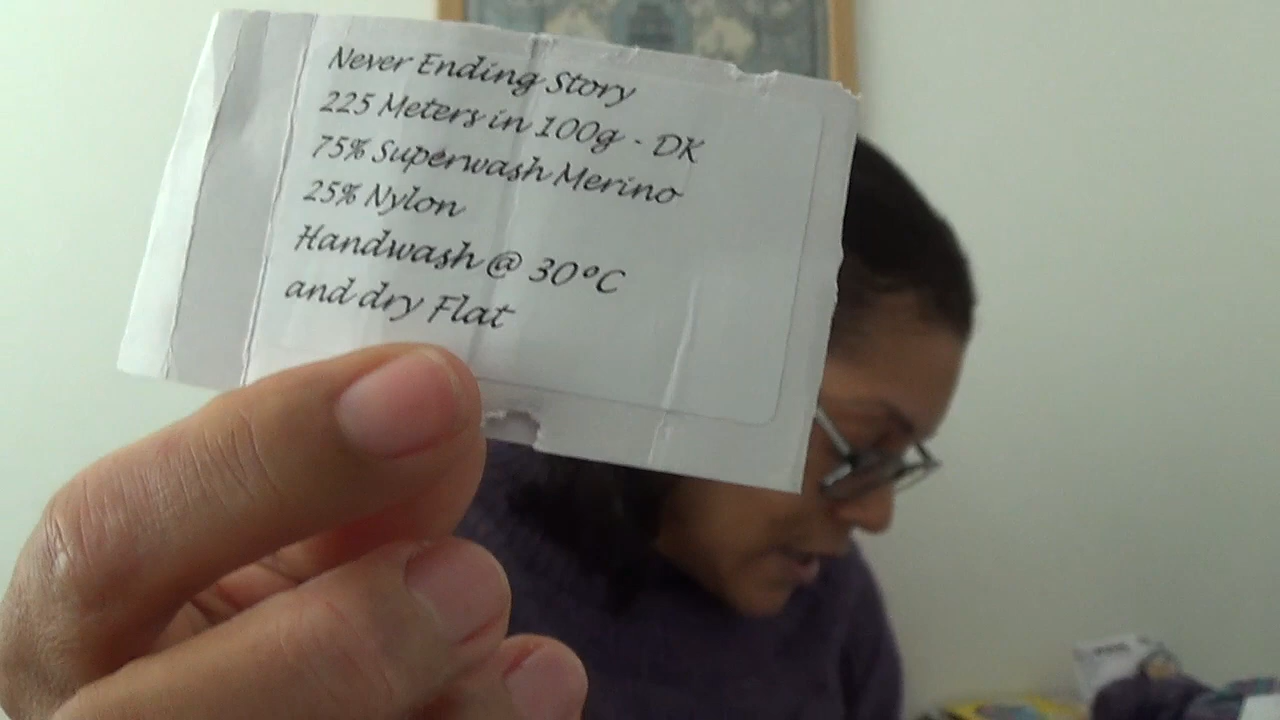 Never Ending Story
225 Meters in 100g - DK
75% Superwash Merino
25% Nylon
Handwash @ 30°C
and dry Flat